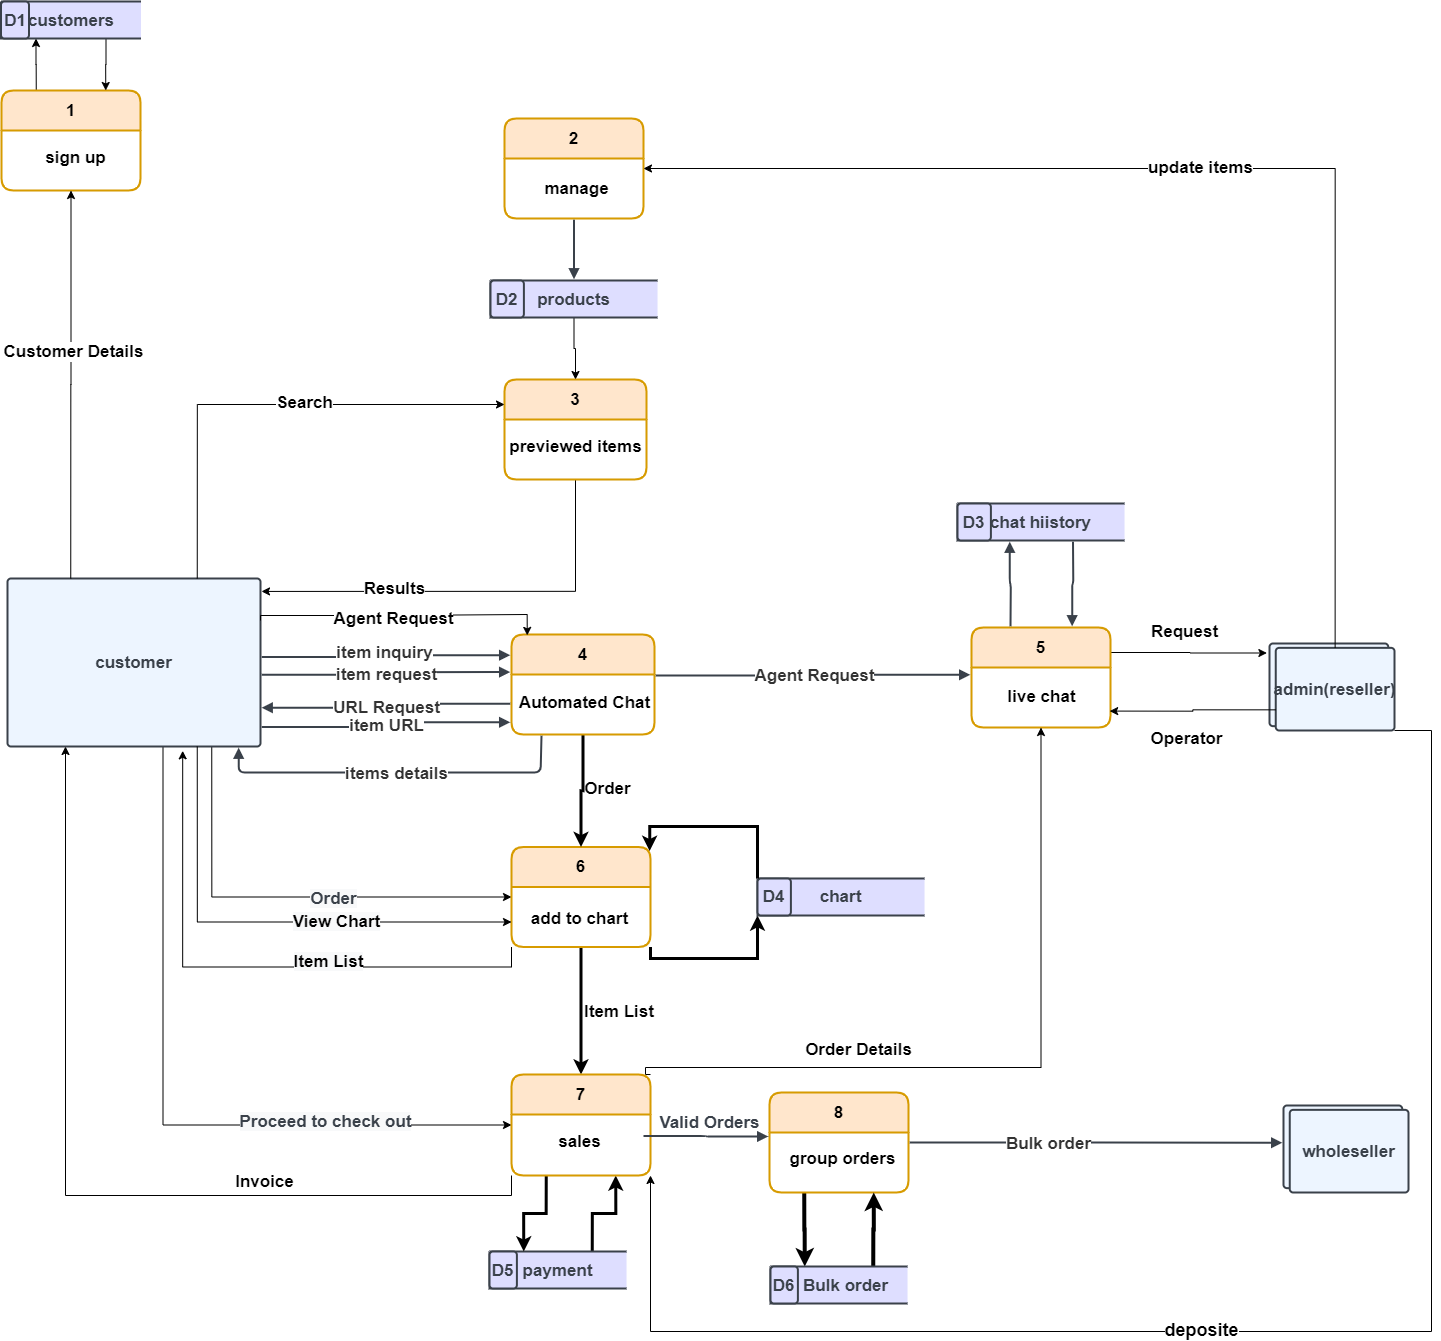 D1 customers
1
sign up
2
manage
update items
D2 products
Customer Details
3
previewed items
Search
D3 chat hiistory
Results
Agent Request
customer
item inquiry
item request
URL Request
item URL
items details
4
Automated Chat
Agent Request
5
live chat
Request
admin(reseller)
Operator
Order
6
add to chart
D4 chart
Order
View Chart
Item List
Item List
Order Details
7
sales
Proceed to check out
Valid Orders
8
group orders
Bulk order
wholeseller
Invoice
D5 payment
D6 Bulk order
deposite